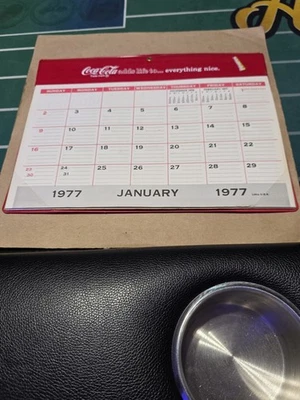 Coca-Cola adds life to... everything nice.
SUNDAY MONDAY TUESDAY WEDNESDAY THURSDAY FRIDAY SATURDAY
1
2 3 4 5 6 7 8
9 10 11 12 13 14 15
16 17 18 19 20 21 22
23 24 25 26 27 28 29
30 31
1977 JANUARY 1977